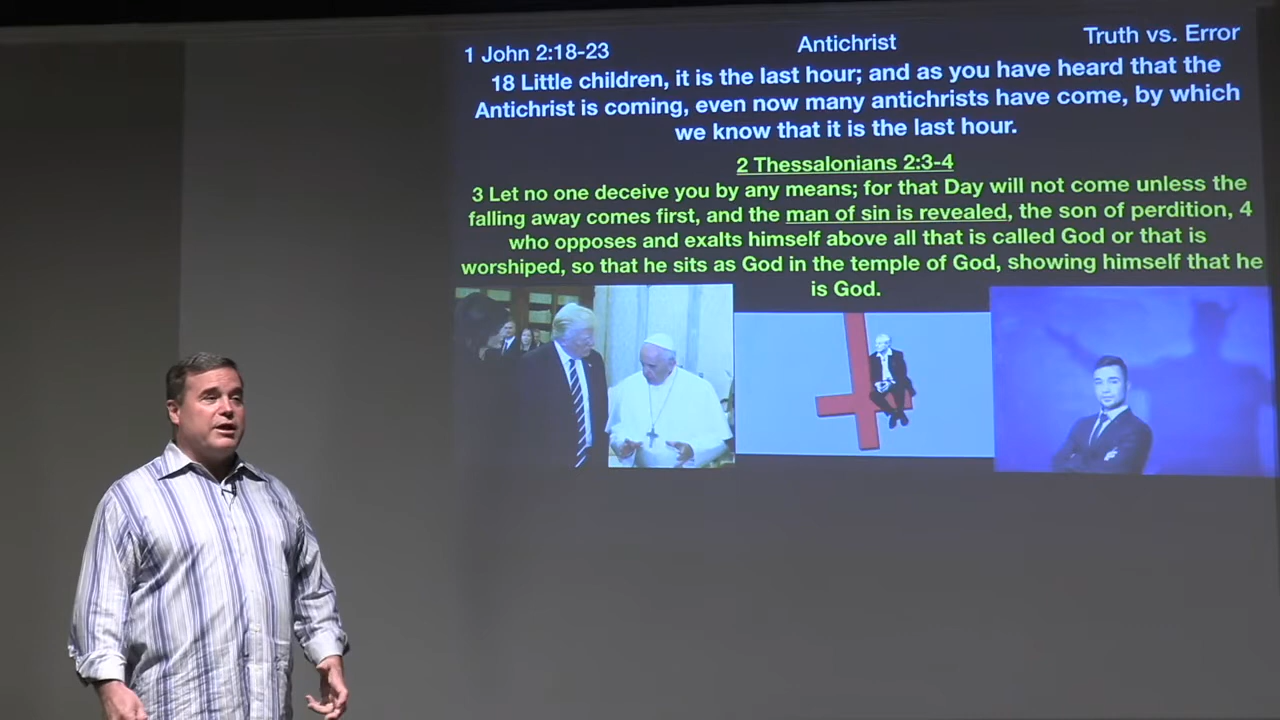 1 John 2:18-23 Antichrist Truth vs. Error
18 Little children, it is the last hour; and as you have heard that the
Antichrist is coming, even now many antichrists have come, by which
we know that it is the last hour.
2 Thessalonians 2:3-4
3 Let no one deceive you by any means; for that Day will not come unless the
falling away comes first, and the man of sin is revealed, the son of perdition, 4
who opposes and exalts himself above all that is called God or that is
worshiped, so that he sits as God in the temple of God, showing himself that he
is God.